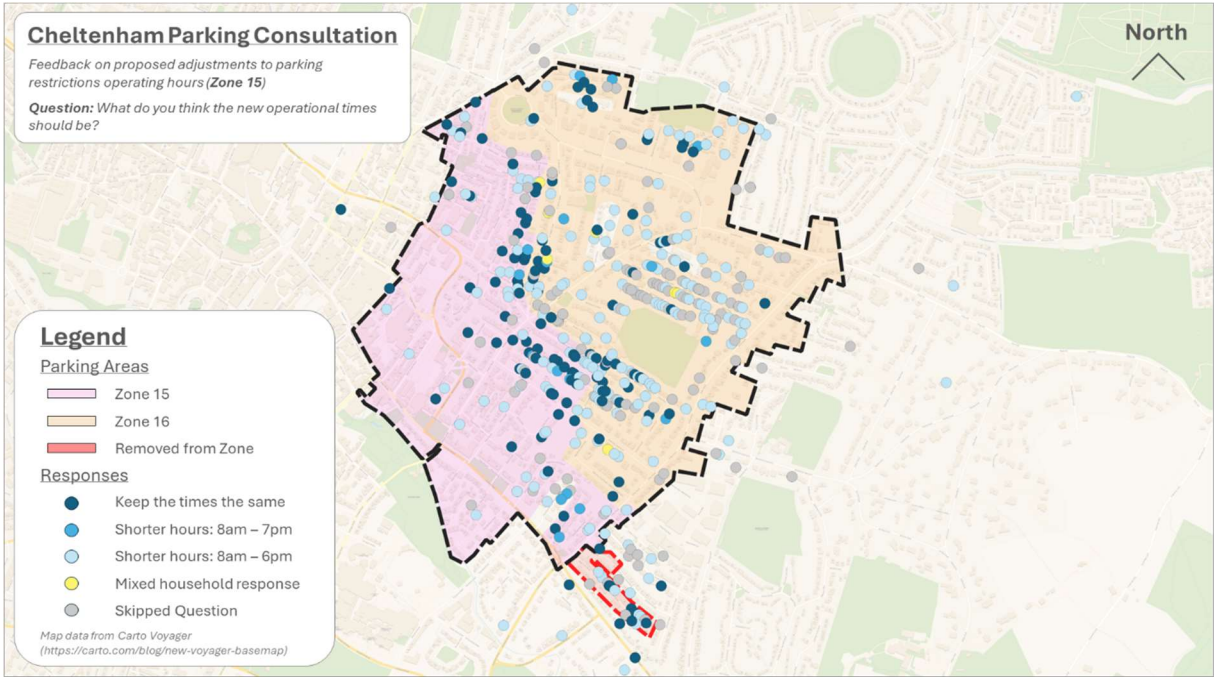 Cheltenham Parking Consultation
Feedback on proposed adjustments to parking
restrictions operating hours (Zone 15)
Question: What do you think the new operational times
should be?
North
Legend
Parking Areas
Zone 15
Zone 16
Removed from Zone
Responses
Keep the times the same
Shorter hours: 8am – 7pm
Shorter hours: 8am – 6pm
Mixed household response
Skipped Question
Map data from Carto Voyager
(https://carto.com/blog/new-voyager-basemap)